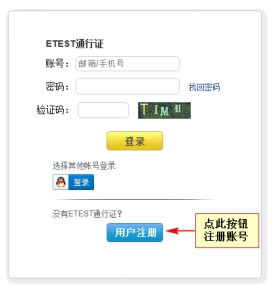 ETEST通行证
账号： 邮箱/手机号
密码： 找回密码
验证码： TIMH
登录
选择其他帐号登录:
登录
没有ETEST通行证?
用户注册
点此按钮
注册账号